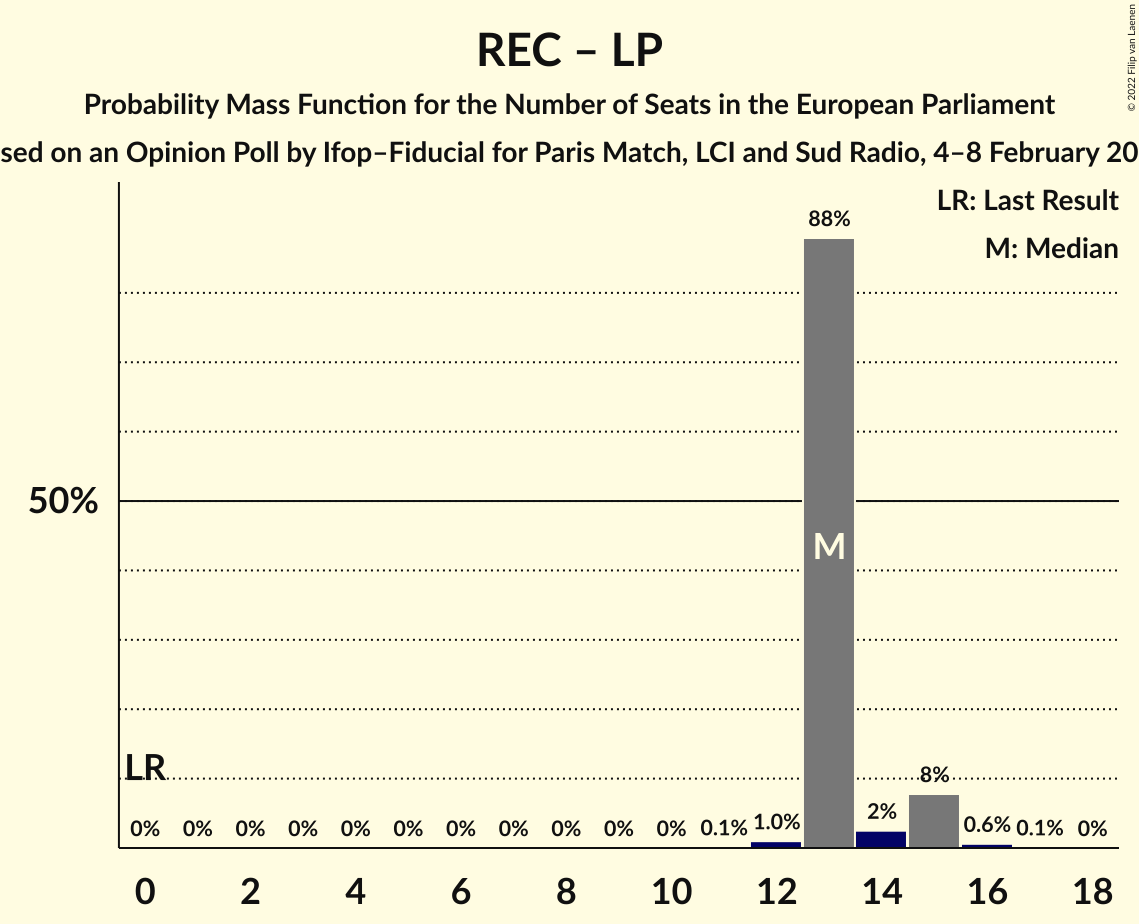 REC – LP
Probability Mass Function for the Number of Seats in the European Parliament
sed on an Opinion Poll by Ifop–Fiducial for Paris Match, LCI and Sud Radio, 4–8 February 20
© 2022 Filip van Laenen
LR: Last Result
M: Median
88%
50%
M
LR
0% 0% 0% 0% 0% 0% 0% 0% 0% 0% 0% 0.1% 1.0% 2% 8% 0.6% 0.1% 0%
0 2 4 6 8 10 12 14 16 18